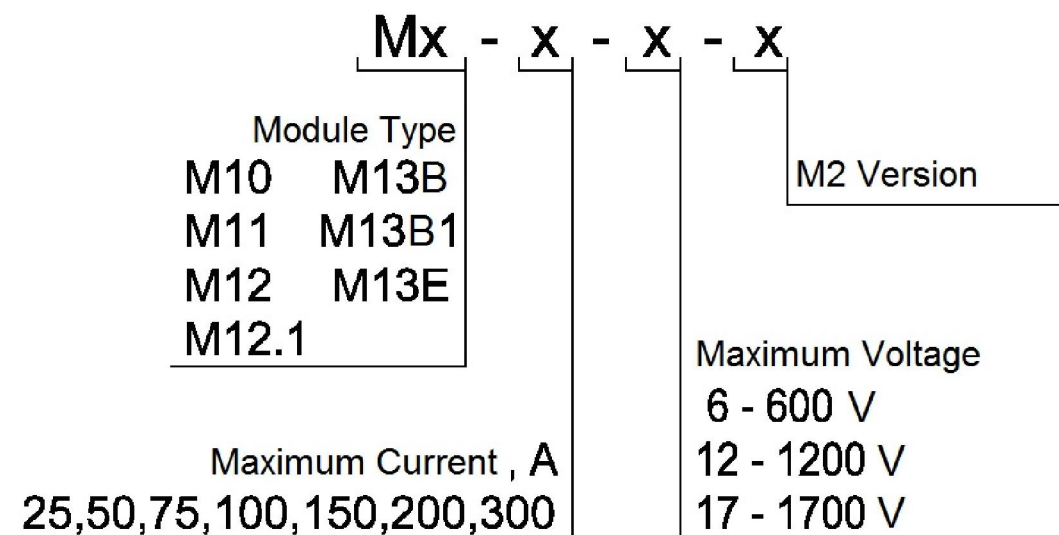 Mx - x - x - x
Module Type
M10 M13B
M11 M13B1
M12 M13E
M12.1
M2 Version
Maximum Voltage
6 - 600 V
12 - 1200 V
17 - 1700 V
Maximum Current , A
25,50,75,100,150,200,300